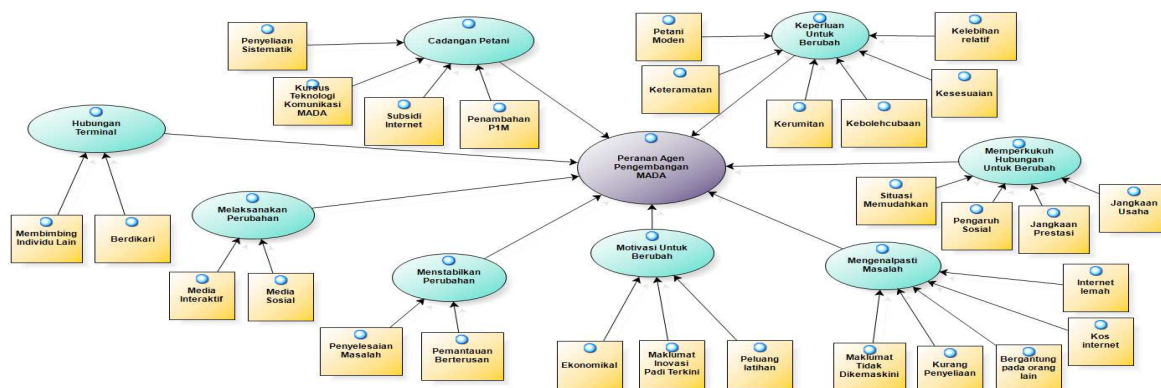 Penyeliaan
Sistematik
Cadangan Petani
Kursus
Teknologi
Komunikasi
MADA
Subsidi
Internet
Penambahan
P1M
Petani
Moden
Keperluan
Untuk
Berubah
Kelebihan
relatif
Keteramatan
Kerumitan
Kebolehcubaan
Kesesuaian
Hubungan
Terminal
Membimbing
Individu Lain
Berdikari
Peranan Agen
Pengembangan
MADA
Memperkukuh
Hubungan
Untuk Berubah
Situasi
Memudahkan
Pengaruh
Sosial
Jangkaan
Prestasi
Jangkaan
Usaha
Melaksanakan
Perubahan
Media
Interaktif
Media
Sosial
Menstabilkan
Perubahan
Penyelesaian
Masalah
Pemantauan
Berterusan
Motivasi Untuk
Berubah
Ekonomikal
Maklumat
Inovasi
Padi Terkini
Peluang
latihan
Mengenalpasti
Masalah
Maklumat
Tidak
Dikemaskini
Kurang
Penyeliaan
Bergantung
pada orang
lain
Kos
internet
Internet
lemah